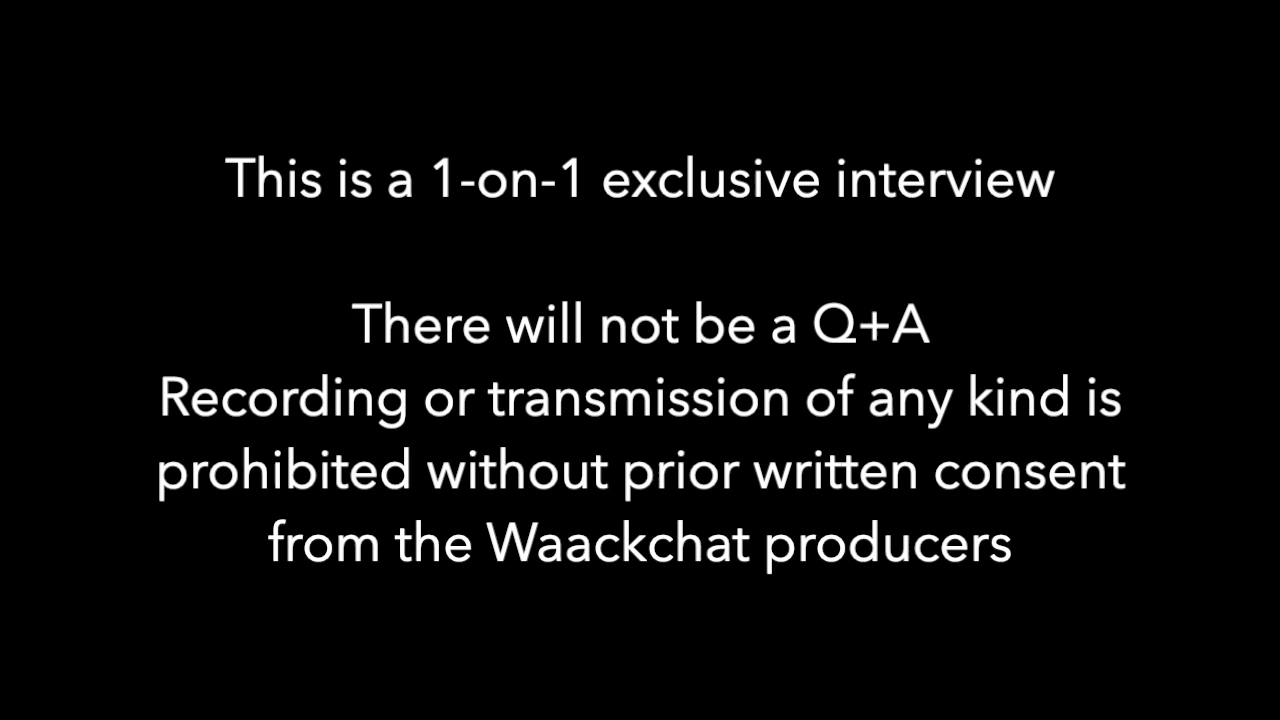 This is a 1-on-1 exclusive interview
There will not be a Q+A
Recording or transmission of any kind is
prohibited without prior written consent
from the Waackchat producers